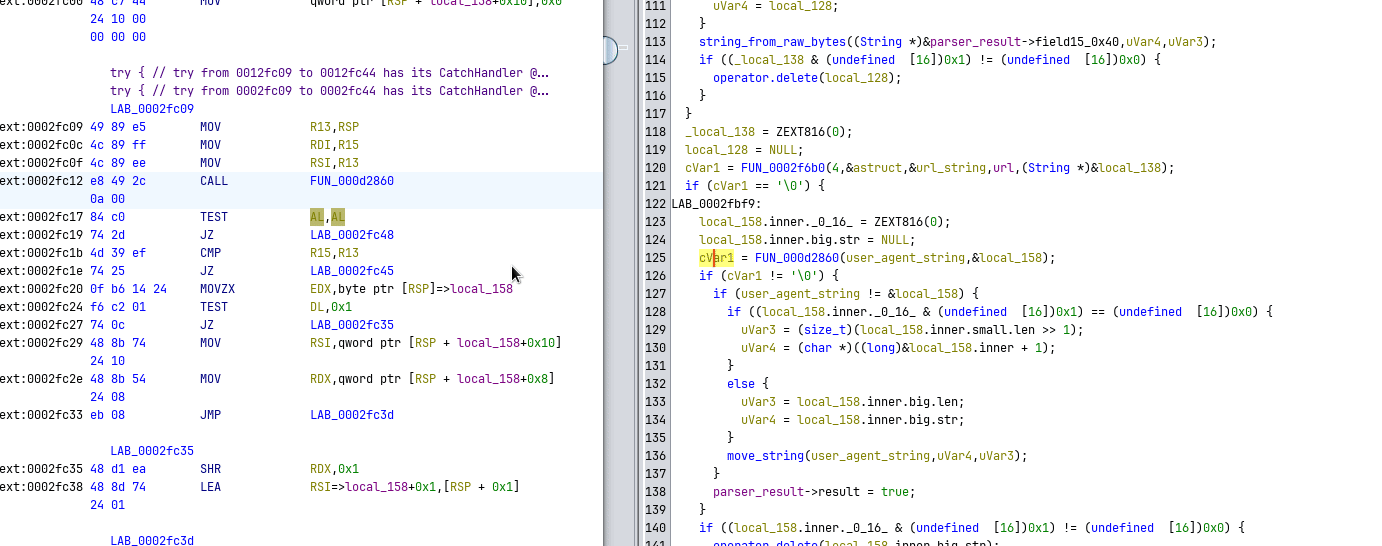 ext:0002fc00 48 c7 44 MOV qword ptr [RSP + local_158+0x10],0x0
24 10 00
00 00 00
try { // try from 0012fc09 to 0012fc44 has its CatchHandler @...
try { // try from 0002fc09 to 0002fc44 has its CatchHandler @...
LAB_0002fc09
ext:0002fc09 49 89 e5 MOV R13,RSP
ext:0002fc0c 4c 89 ff MOV RDI,R15
ext:0002fc0f 4c 89 ee MOV RSI,R13
ext:0002fc12 e8 49 2c CALL FUN_000d2860
0a 00
ext:0002fc17 84 c0 TEST AL,AL
ext:0002fc19 74 2d JZ LAB_0002fc48
ext:0002fc1b 4d 39 ef CMP R15,R13
ext:0002fc1e 74 25 JZ LAB_0002fc45
ext:0002fc20 0f b6 14 24 MOVZX EDX,byte ptr [RSP]=>local_158
ext:0002fc24 f6 c2 01 TEST DL,0x1
ext:0002fc27 74 0c JZ LAB_0002fc35
ext:0002fc29 48 8b 74 MOV RSI,qword ptr [RSP + local_158+0x10]
24 10
ext:0002fc2e 48 8b 54 MOV RDX,qword ptr [RSP + local_158+0x8]
24 08
ext:0002fc33 eb 08 JMP LAB_0002fc3d
LAB_0002fc35
ext:0002fc35 48 d1 ea SHR RDX,0x1
ext:0002fc38 48 8d 74 LEA RSI=>local_158+0x1,[RSP + 0x1]
24 01
LAB_0002fc3d
111 uVar4 = local_128;
112 }
113 string_from_raw_bytes((String *)&parser_result->field15_0x40,uVar4,uVar3);
114 if ((_local_138 & (undefined  [16])0x1) != (undefined  [16])0x0) {
115 operator.delete(local_128);
116 }
117 }
118 _local_138 = ZEXT816(0);
119 local_128 = NULL;
120 cVar1 = FUN_0002f6b0(4,&astruct,&url_string,url,(String *)&local_138);
121 if (cVar1 == '\0') {
122 LAB_0002fbf9:
123 local_158.inner._0_16_ = ZEXT816(0);
124 local_158.inner.big.str = NULL;
125 cVar1 = FUN_000d2860(user_agent_string,&local_158);
126 if (cVar1 != '\0') {
127 if (user_agent_string != &local_158) {
128 if ((local_158.inner._0_16_ & (undefined  [16])0x1) == (undefined  [16])0x0) {
129 uVar3 = (size_t)(local_158.inner.small.len >> 1);
130 uVar4 = (char *)((long)&local_158.inner + 1);
131 }
132 else {
133 uVar3 = local_158.inner.big.len;
134 uVar4 = local_158.inner.big.str;
135 }
136 move_string(user_agent_string,uVar4,uVar3);
137 }
138 parser_result->result = true;
139 }
140 if ((local_158.inner._0_16_ & (undefined  [16])0x1) != (undefined  [16])0x0) {
141 operator.delete(local_158.inner.big.str);